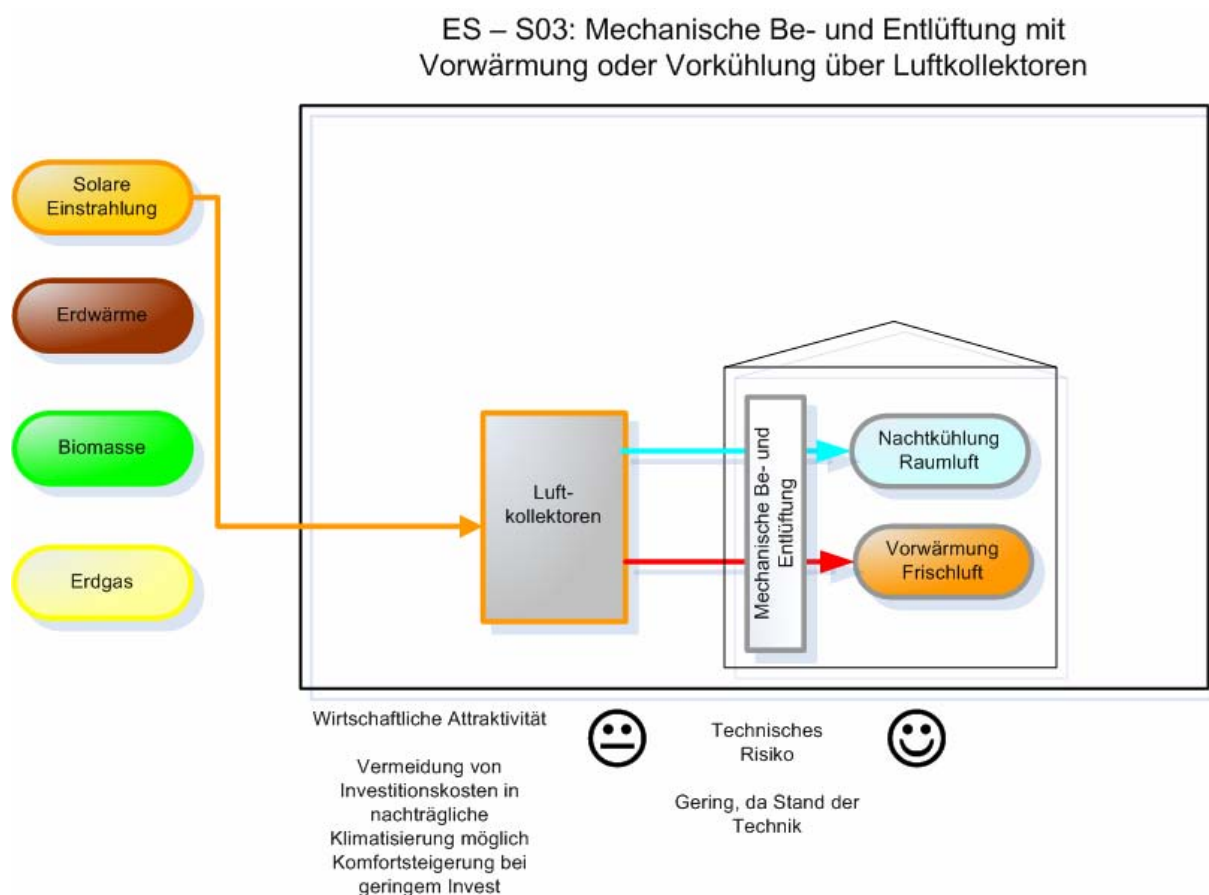 ES – S03: Mechanische Be- und Entlüftung mit
Vorwärmung oder Vorkühlung über Luftkollektoren
Solare
Einstrahlung
Erdwärme
Biomasse
Erdgas
Luft-
kollektoren
Mechanische Be- und
Entlüftung
Nachtkühlung
Raumluft
Vorwärmung
Frischluft
Wirtschaftliche Attraktivität
Vermeidung von
Investitionskosten in
nachträgliche
Klimatisierung möglich
Komfortsteigerung bei
geringem Invest
Technisches
Risiko
Gering, da Stand der
Technik